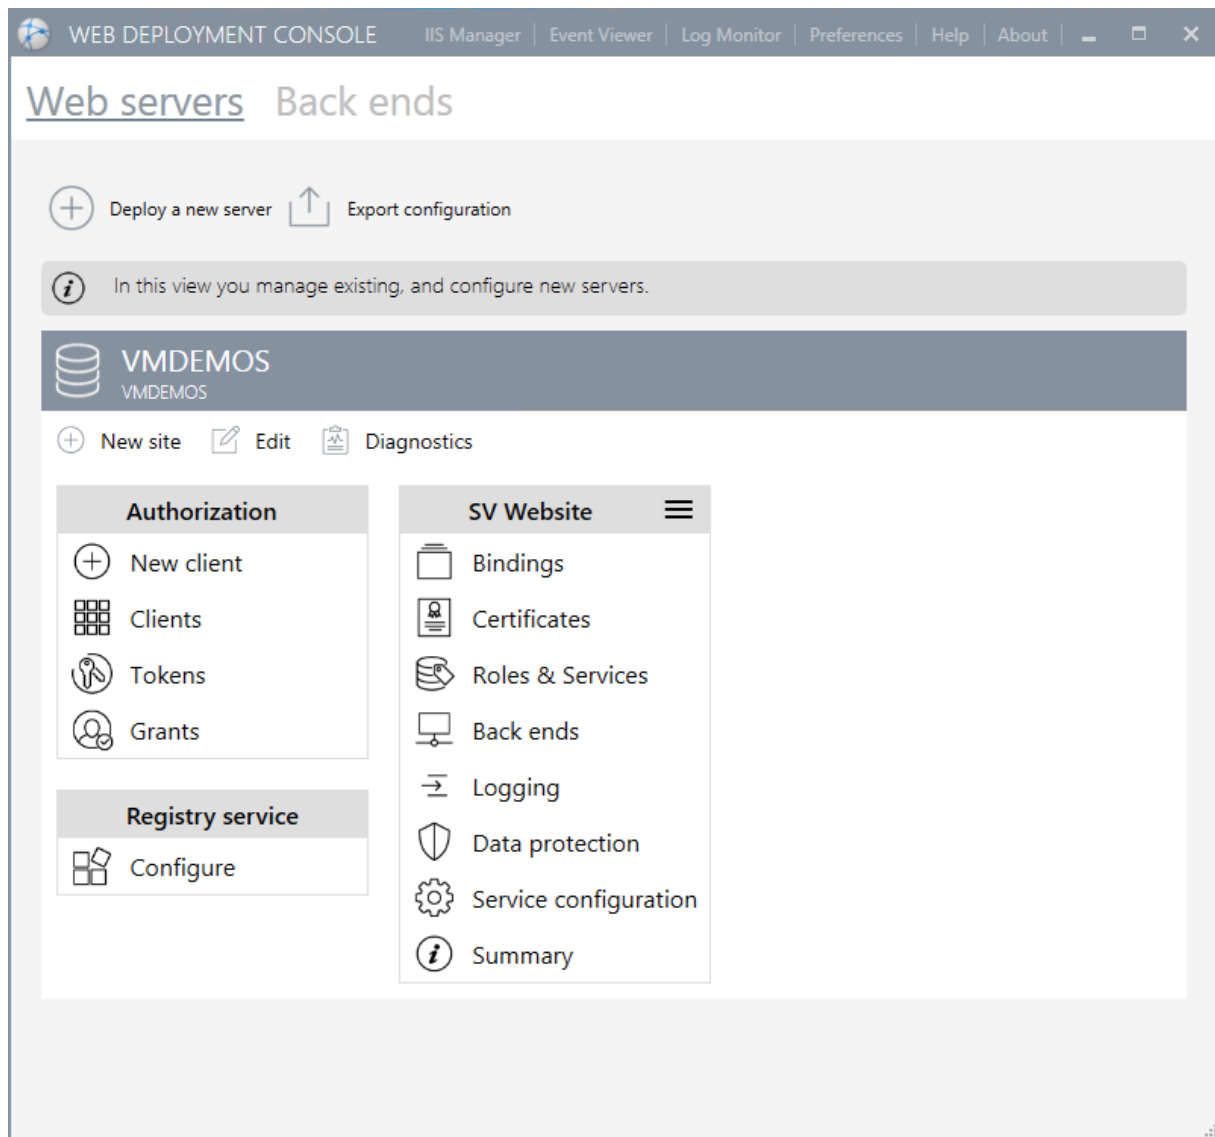 WEB DEPLOYMENT CONSOLE IIS Manager Event Viewer Log Monitor Preferences Help About
Web servers Back ends
Deploy a new server Export configuration
In this view you manage existing, and configure new servers.
VMDEMOS
VMDEMOS
New site Edit Diagnostics
Authorization
New client
Clients
Tokens
Grants
Registry service
Configure
SV Website
Bindings
Certificates
Roles & Services
Back ends
Logging
Data protection
Service configuration
Summary